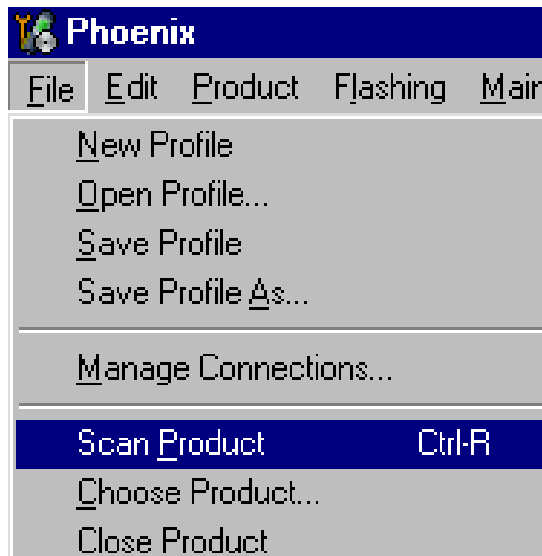 Phoenix
File Edit Product Flashing Main
New Profile
Open Profile...
Save Profile
Save Profile As...
Manage Connections...
Scan Product Ctrl-R
Choose Product...
Close Product